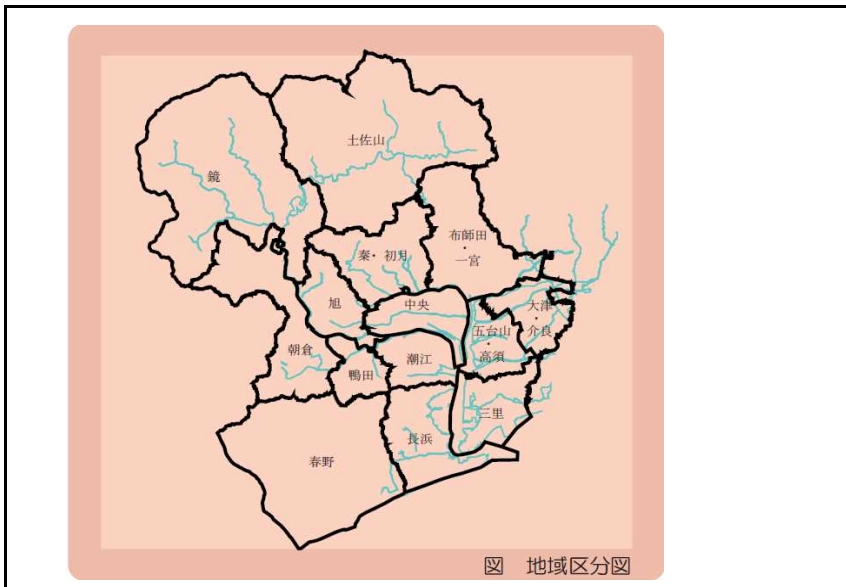 土佐山
鏡
布師田
・
一宮
秦・初月
旭
中央
大津
・
介良
五台山
・
高須
朝倉
潮江
鴨田
三里
長浜
春野
図　地域区分図